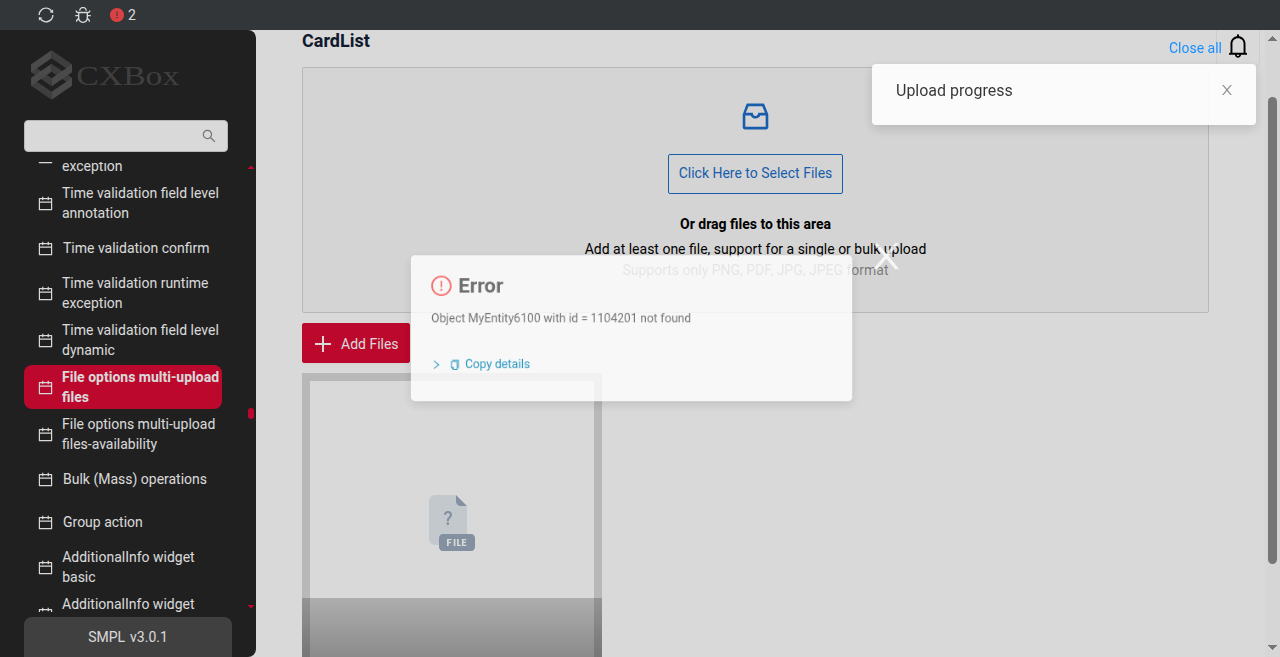 2
CXBox
exception
Time validation field level
annotation
Time validation confirm
Time validation runtime
exception
Time validation field level
dynamic
File options multi-upload
files
File options multi-upload
files-availability
Bulk (Mass) operations
Group action
AdditionalInfo widget
basic
AdditionalInfo widget
SMPL v3.0.1
CardList
Close all
Upload progress
Click Here to Select Files
Or drag files to this area
Add at least one file, support for a single or bulk upload
Supports only PNG, PDF, JPG, JPEG format
Error
Object MyEntity6100 with id = 1104201 not found
Copy details
Add Files
?
FILE